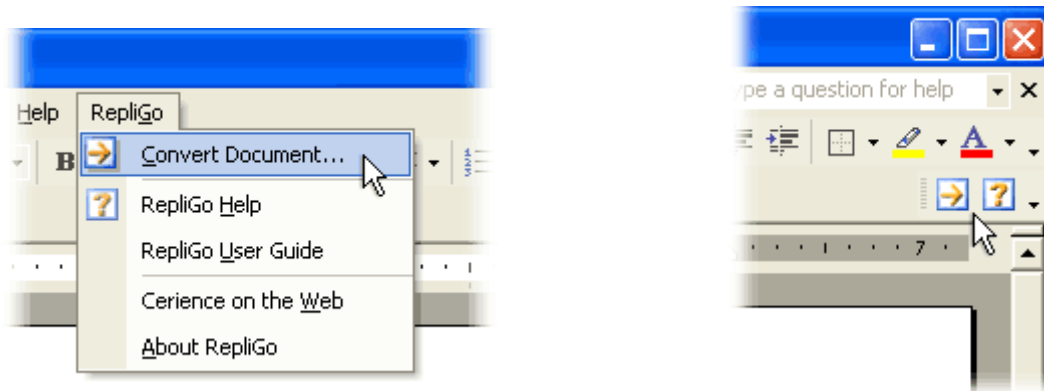 Help RepliGo
B
Convert Document...
RepliGo Help
RepliGo User Guide
Cerience on the Web
About RepliGo
ype a question for help
A
7